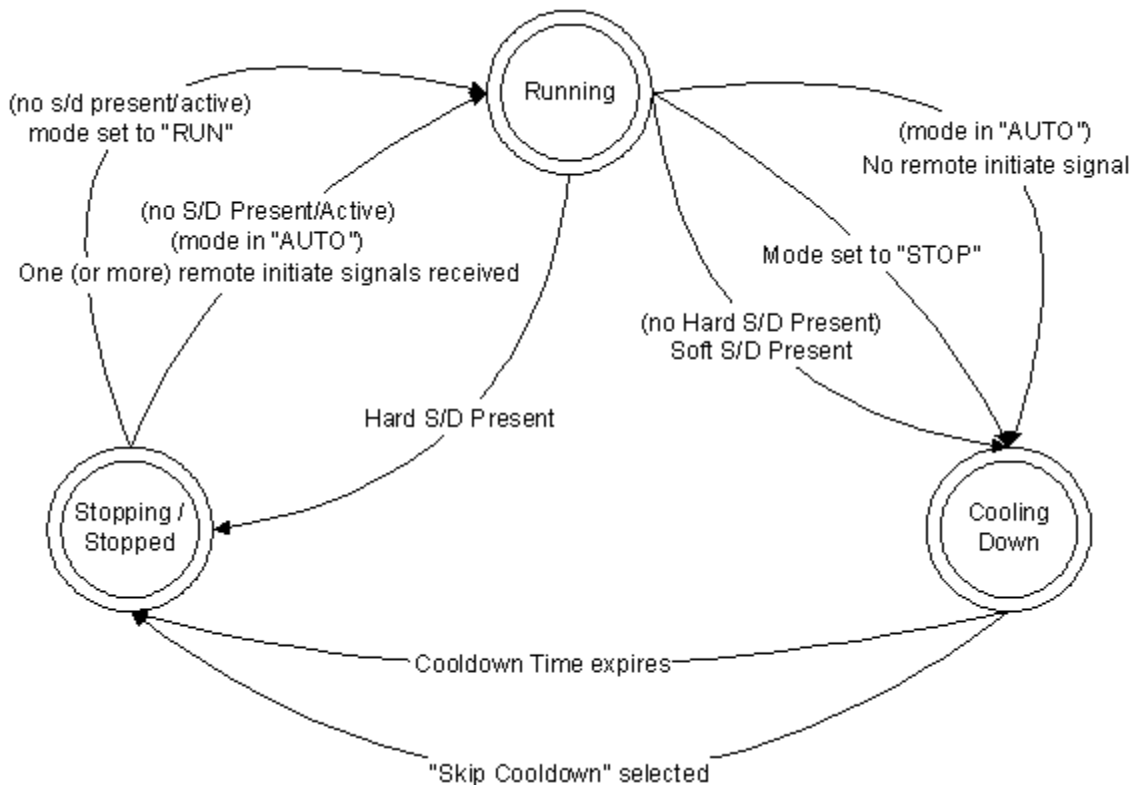 Running
(no s/d present/active)
mode set to "RUN"
(mode in "AUTO")
No remote initiate signal
(no S/D Present/Active)
(mode in "AUTO")
One (or more) remote initiate signals received
Mode set to "STOP"
(no Hard S/D Present)
Soft S/D Present
Hard S/D Present
Stopping /
Stopped
Cooling
Down
Cooldown Time expires
"Skip Cooldown" selected